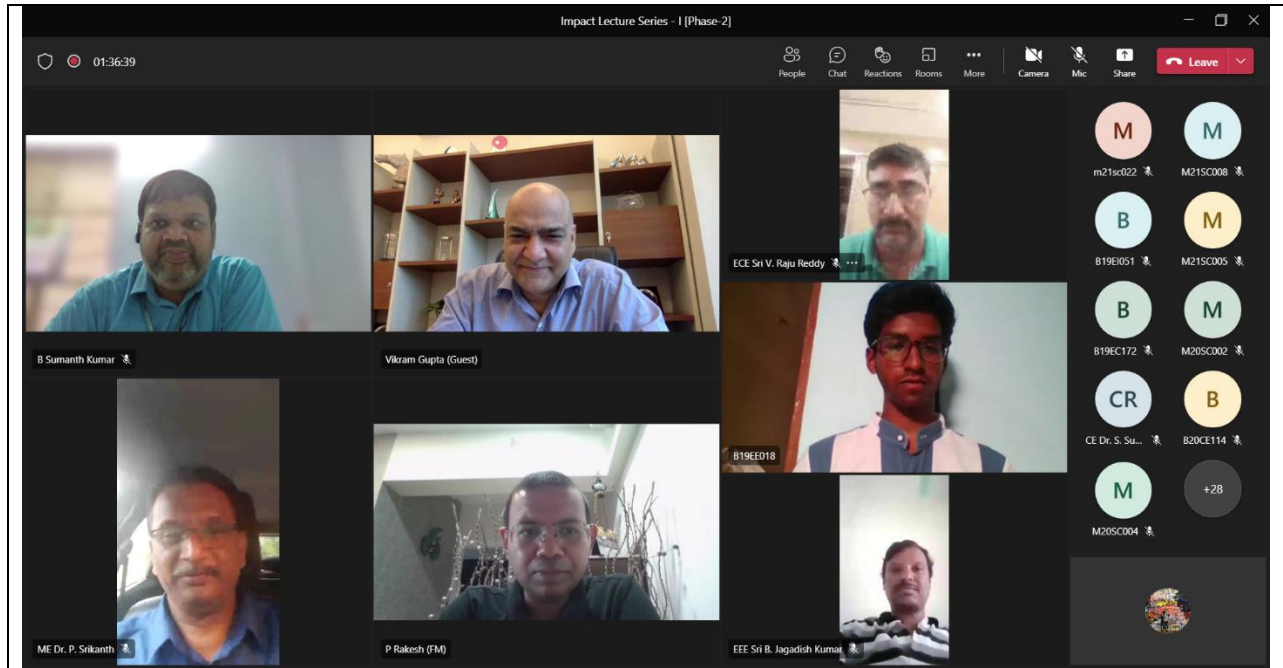 Impact Lecture Series - I [Phase-2]
01:36:39
People
Chat
Reactions
Rooms
More
Camera
Mic
Share
Leave
B Sumanth Kumar
Vikram Gupta (Guest)
ECE Sri V. Raju Reddy
B19EE018
ME Dr. P. Srikanth
P Rakesh (FM)
EEE Sri B. Jagadish Kumar
M
m21sc022
M
M21SC008
B
B19EI051
M
M21SC005
B
B19EC172
M
M20SC002
CR
CE Dr. S. Su...
B
B20CE114
M
M20SC004
+28